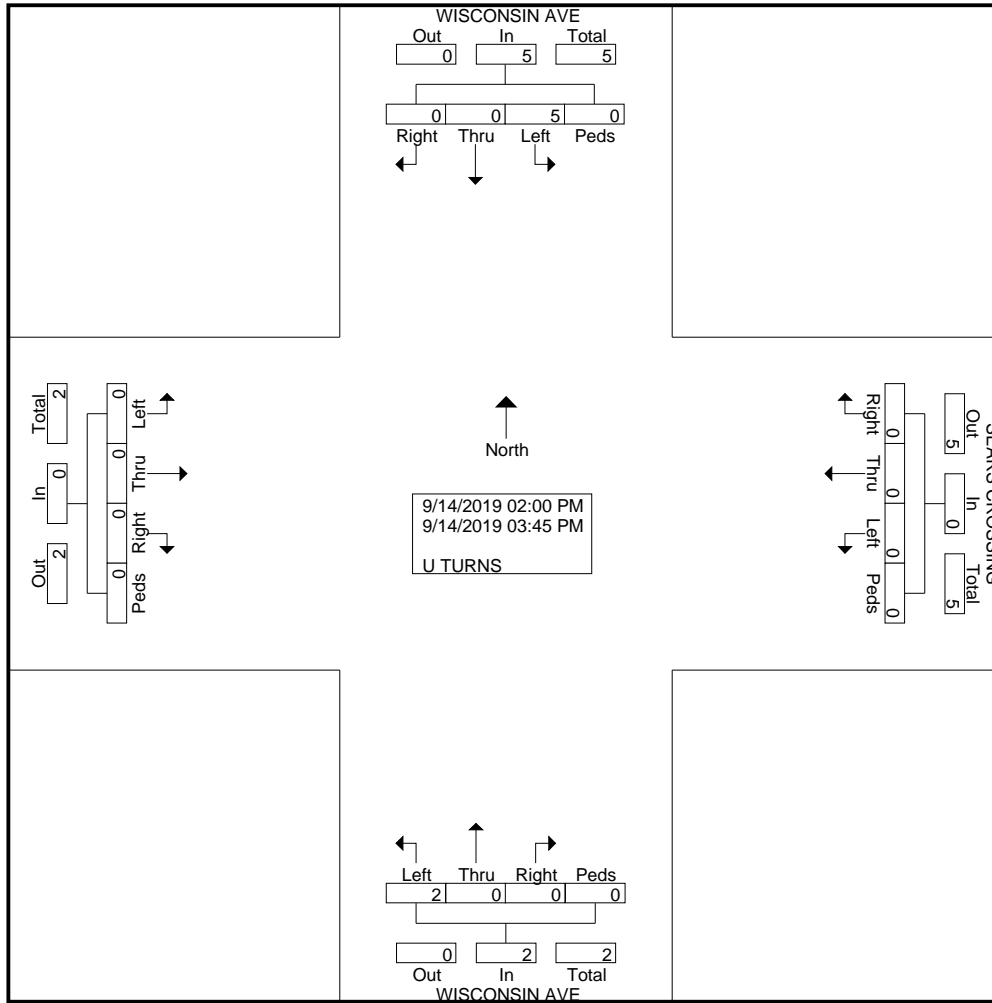 WISCONSIN AVE
Out In Total
0 5 5
0 0 5 0
Right Thru Left Peds
Left Thru Right Peds
0 0 0 0
Total In Out
2 0 2
North
9/14/2019 02:00 PM
9/14/2019 03:45 PM
U TURNS
SEARS CROSSING
Out In Total
5 0 5
0 0 0 0
Right Thru Left Peds
Left Thru Right Peds
2 0 0 0
0 2 2
Out In Total
WISCONSIN AVE